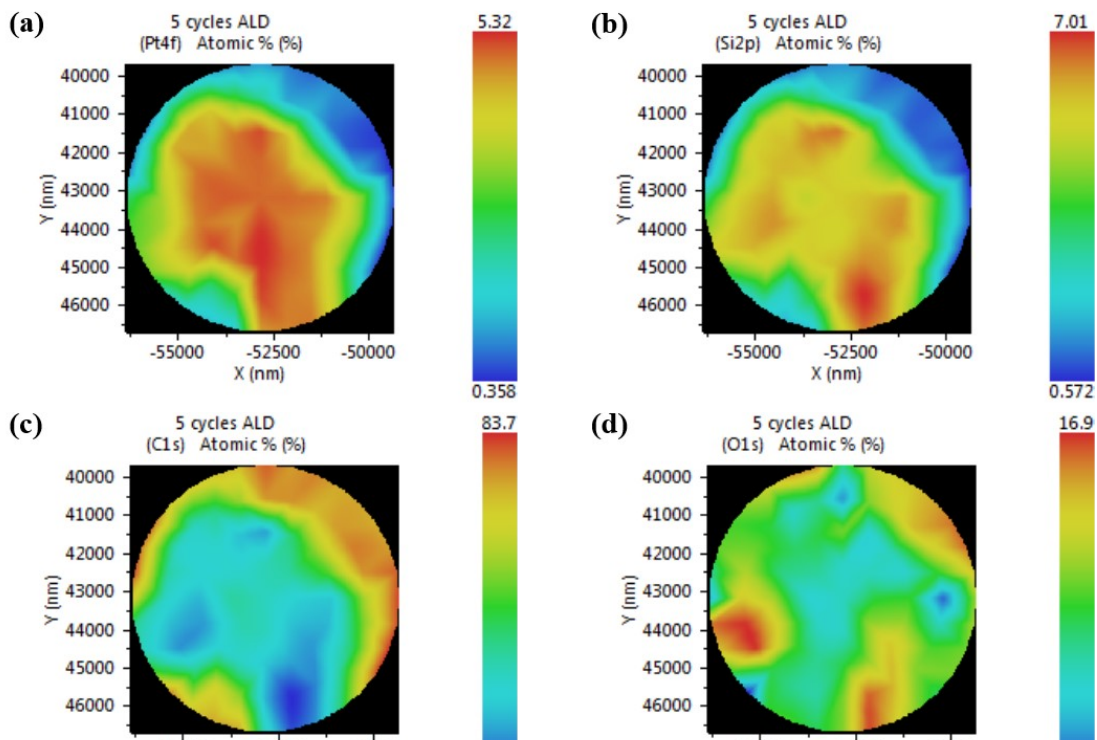 (a)
5 cycles ALD
(Pt4f) Atomic % (%)
5.32
40000
41000
42000
43000
44000
45000
46000
Y (nm)
-55000 -52500 -50000
X (nm)
0.358
(b)
5 cycles ALD
(Si2p) Atomic % (%)
7.01
40000
41000
42000
43000
44000
45000
46000
Y (nm)
-55000 -52500 -50000
X (nm)
0.572
(c)
5 cycles ALD
(C1s) Atomic % (%)
83.7
40000
41000
42000
43000
44000
45000
46000
Y (nm)
(d)
5 cycles ALD
(O1s) Atomic % (%)
16.9
40000
41000
42000
43000
44000
45000
46000
Y (nm)